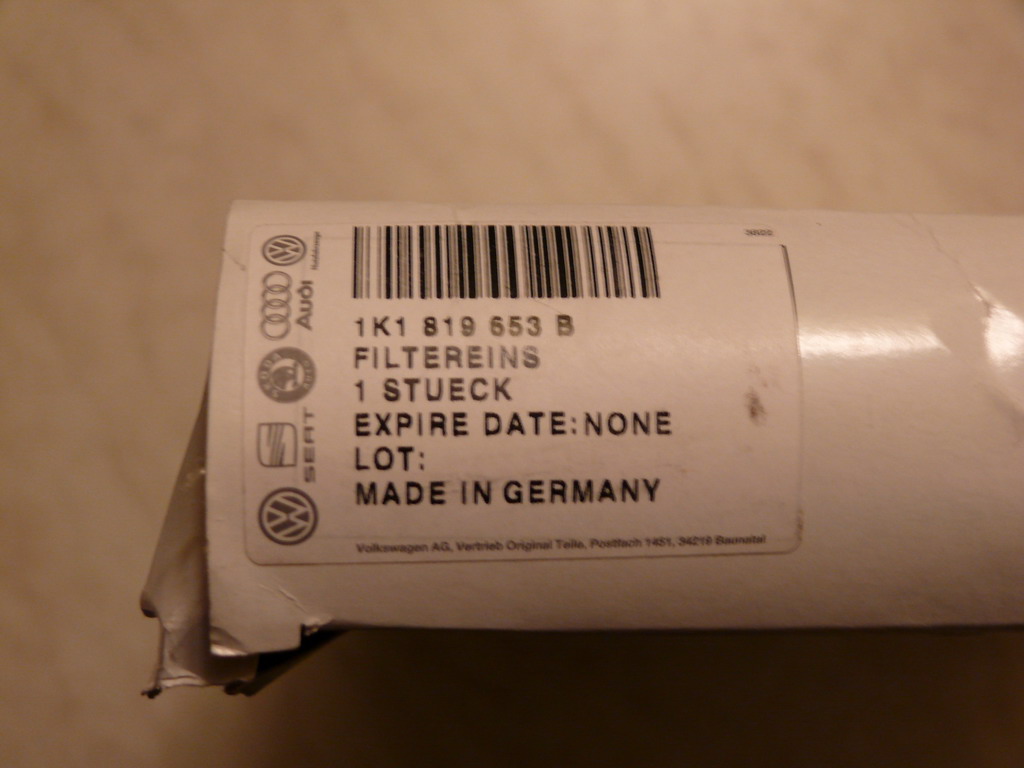 1K1 819 653 B
FILTEREINS
1 STUECK
EXPIRE DATE:NONE
LOT:
MADE IN GERMANY
Volkswagen AG, Vertrieb Original Teile, Postfach 1451, 34219 Baunatal
Audi
SEAT